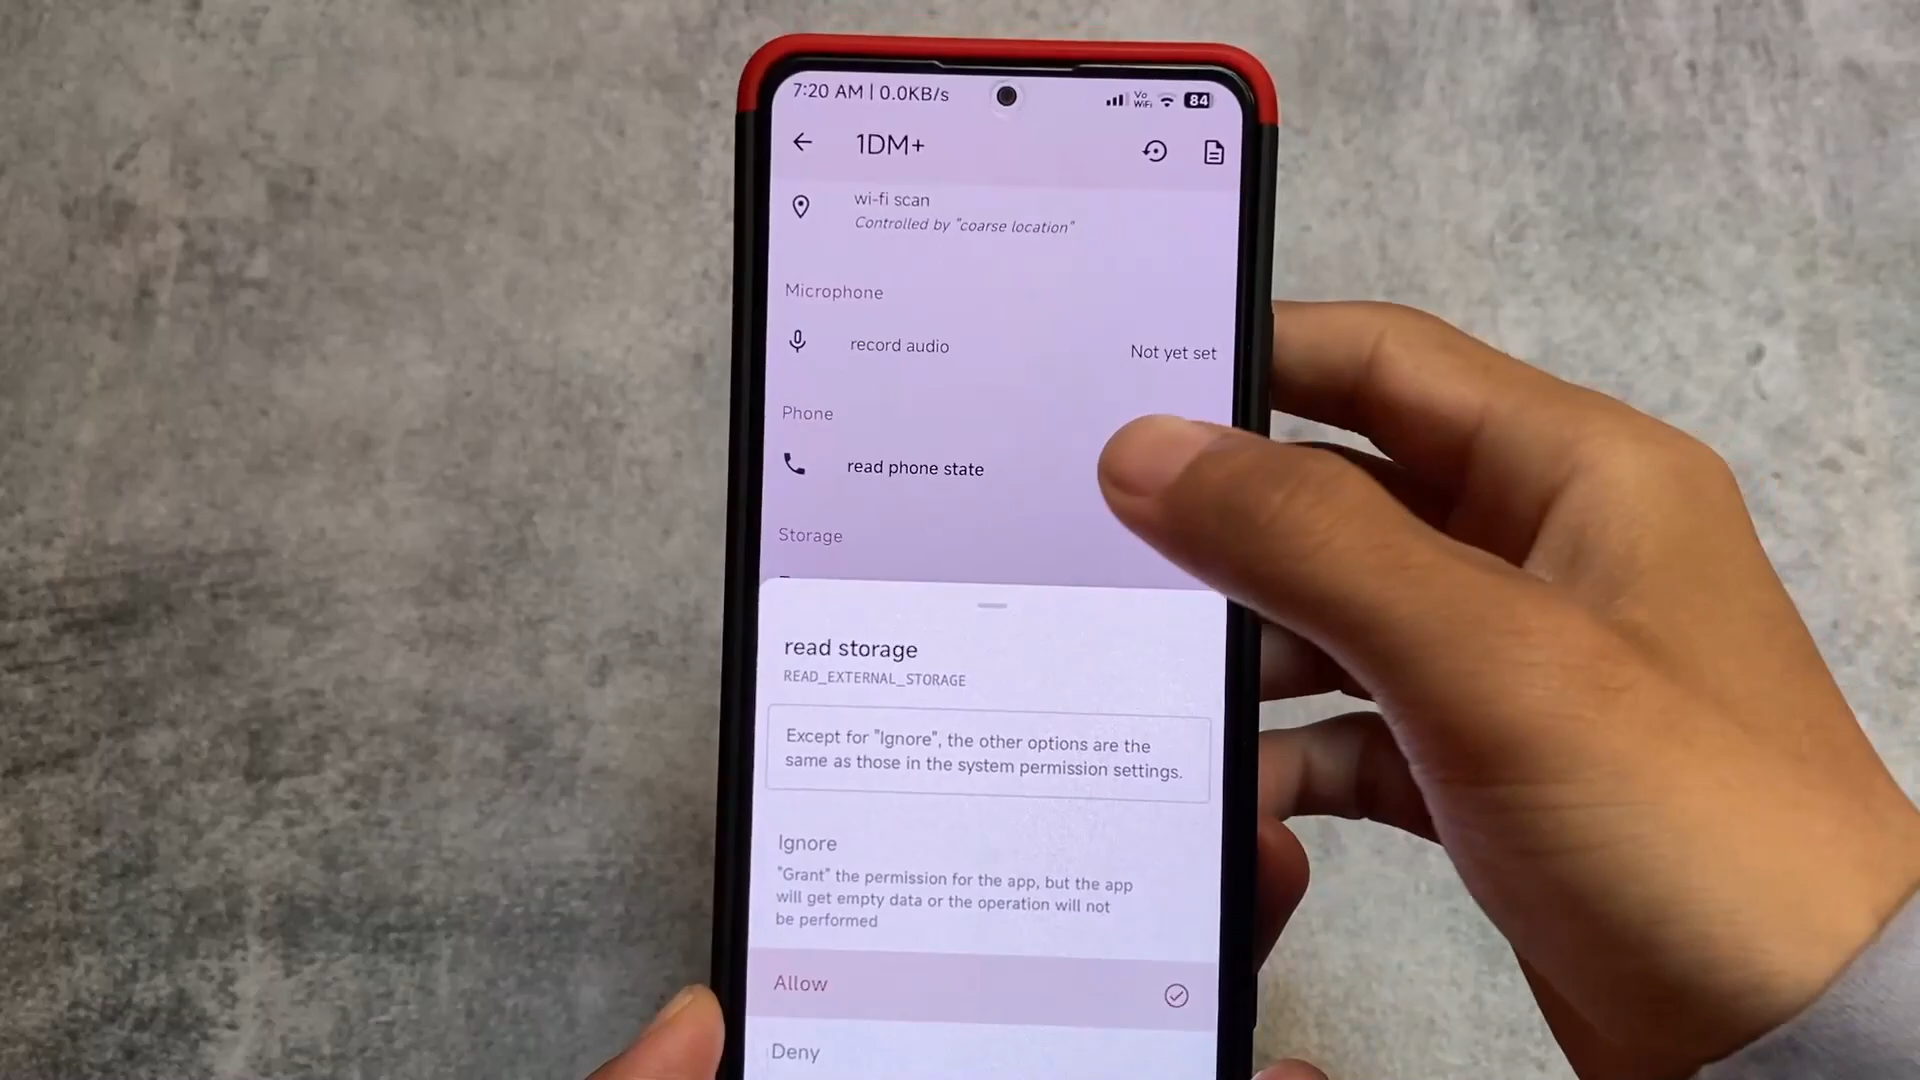 7:20 AM | 0.0KB/s
Vo
WiFi
84
1DM+
wi-fi scan
Controlled by "coarse location"
Microphone
record audio
Not yet set
Phone
read phone state
Storage
read storage
READ_EXTERNAL_STORAGE
Except for "Ignore", the other options are the
same as those in the system permission settings.
Ignore
"Grant" the permission for the app, but the app
will get empty data or the operation will not
be performed
Allow
Deny